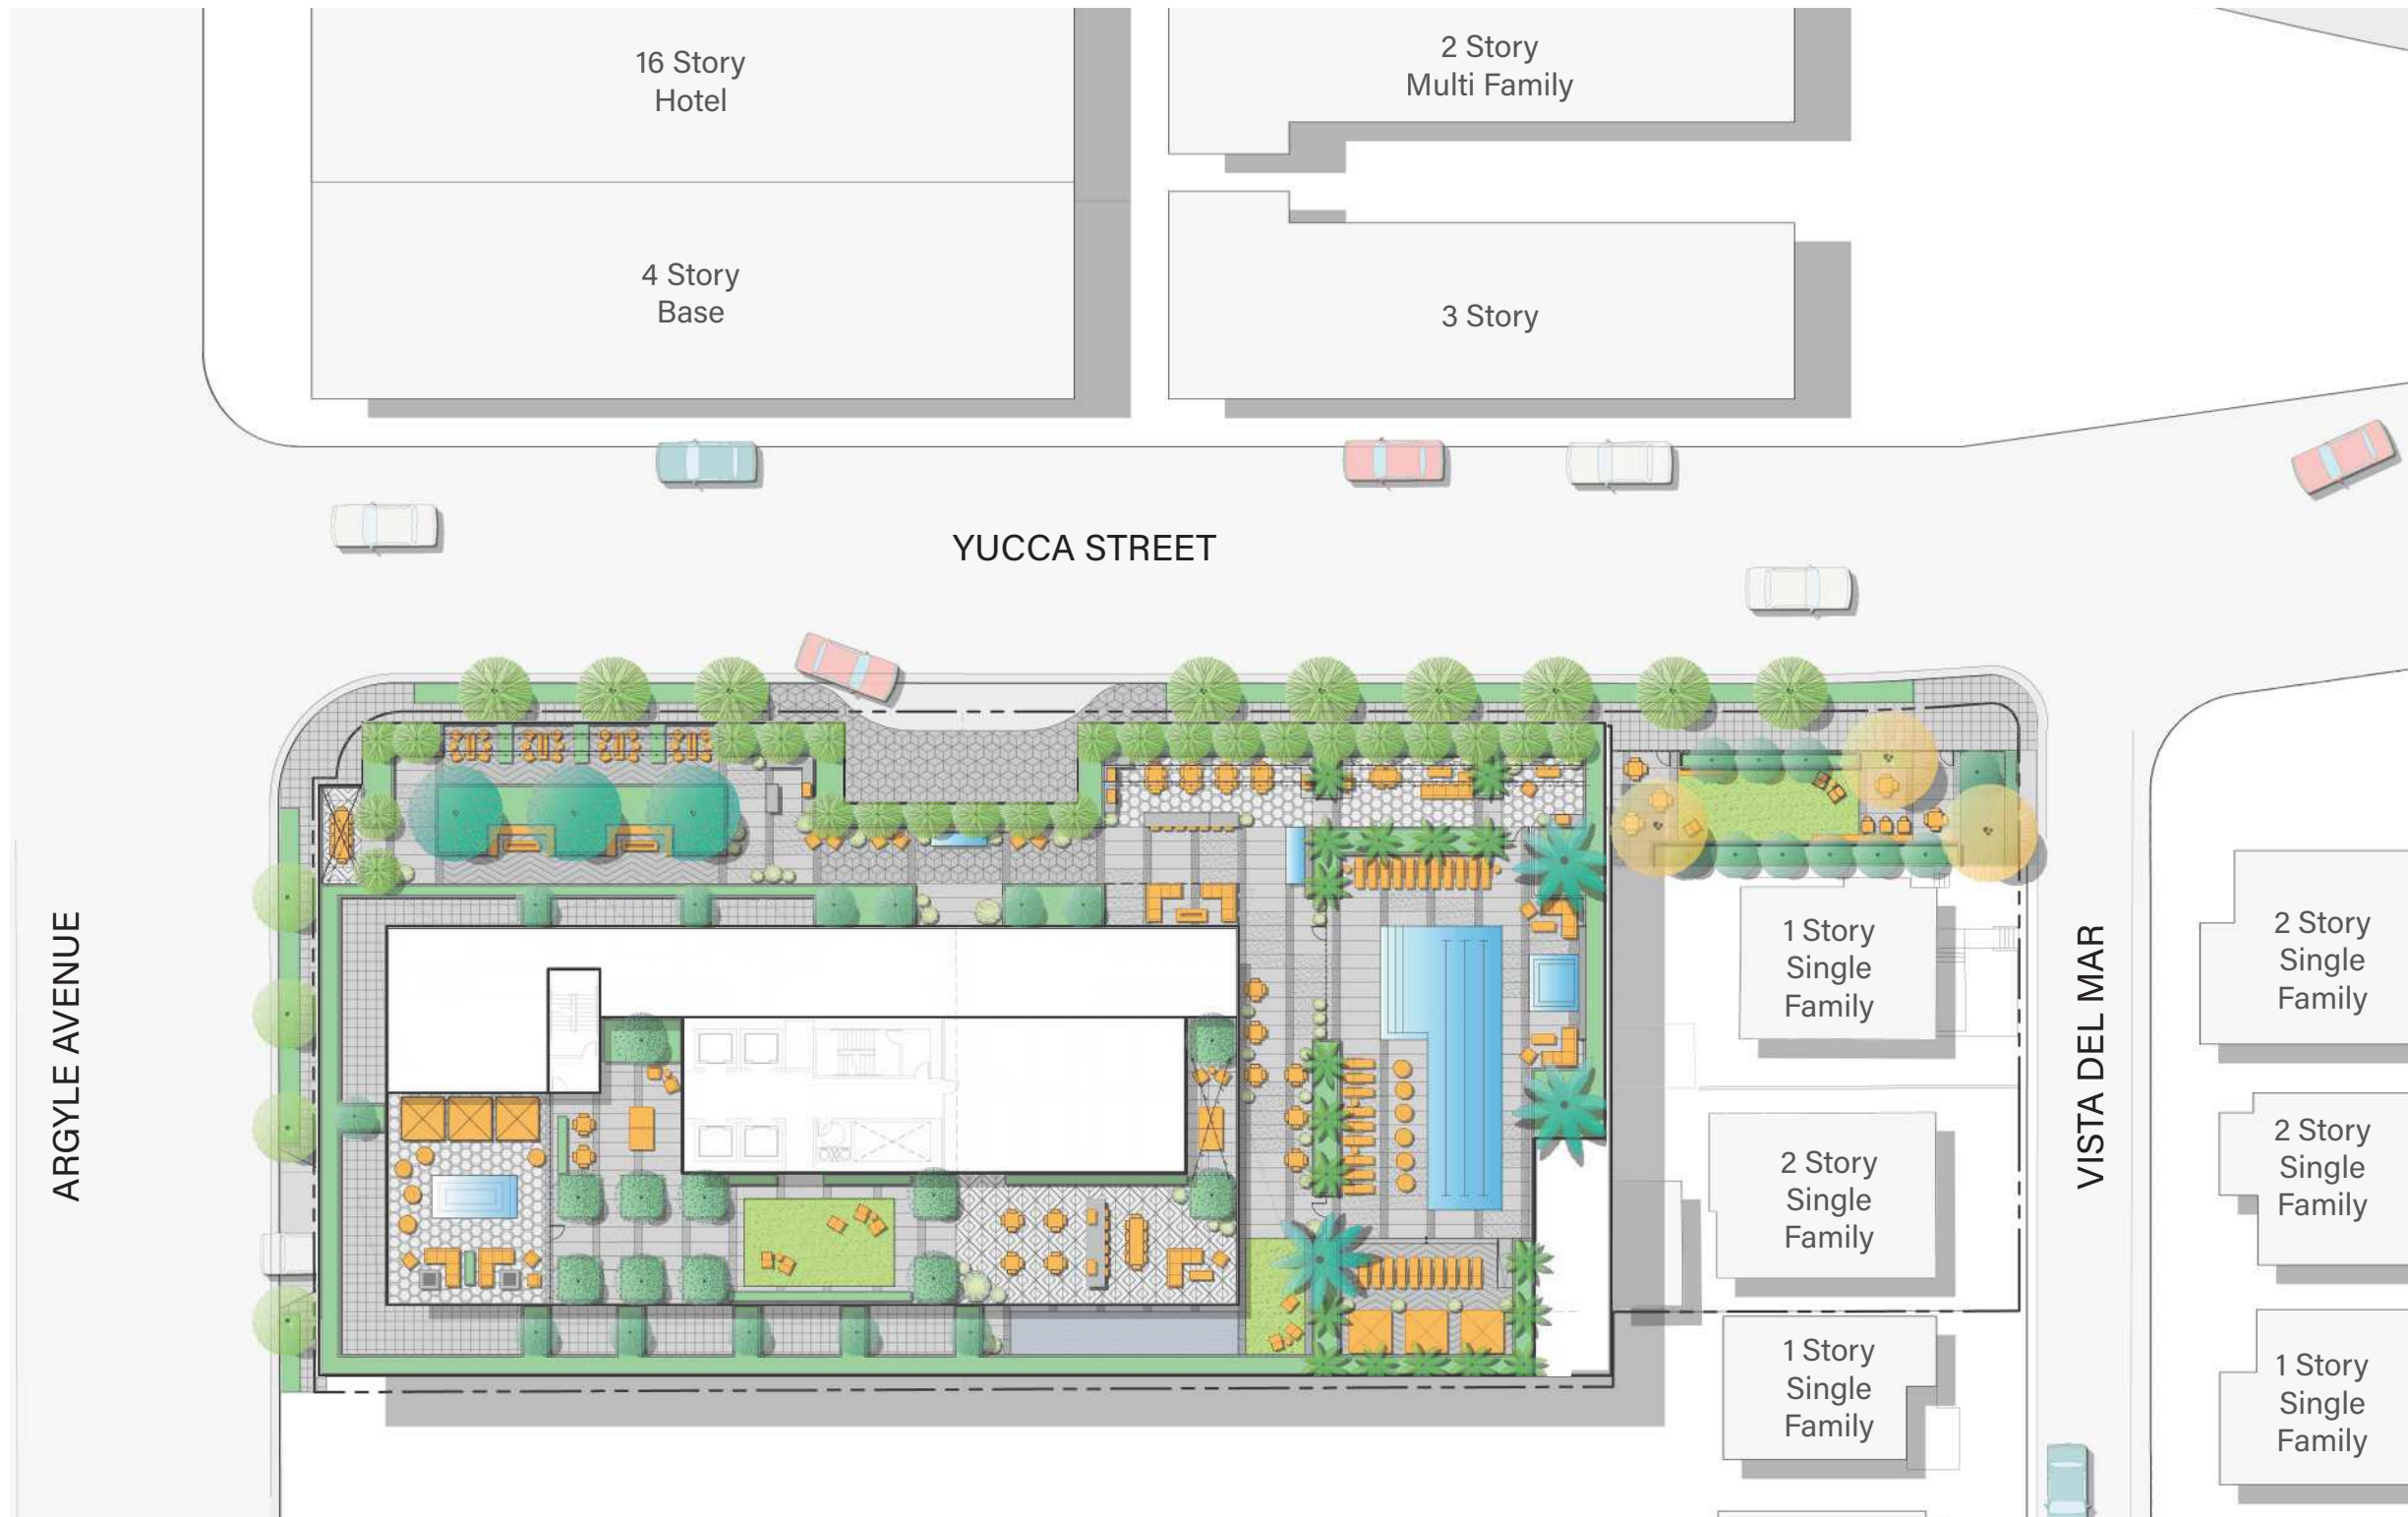 16 Story
Hotel
2 Story
Multi Family
4 Story
Base
3 Story
YUCCA STREET
ARGYLE AVENUE
1 Story
Single
Family
VISTA DEL MAR
2 Story
Single
Family
2 Story
Single
Family
2 Story
Single
Family
1 Story
Single
Family
1 Story
Single
Family